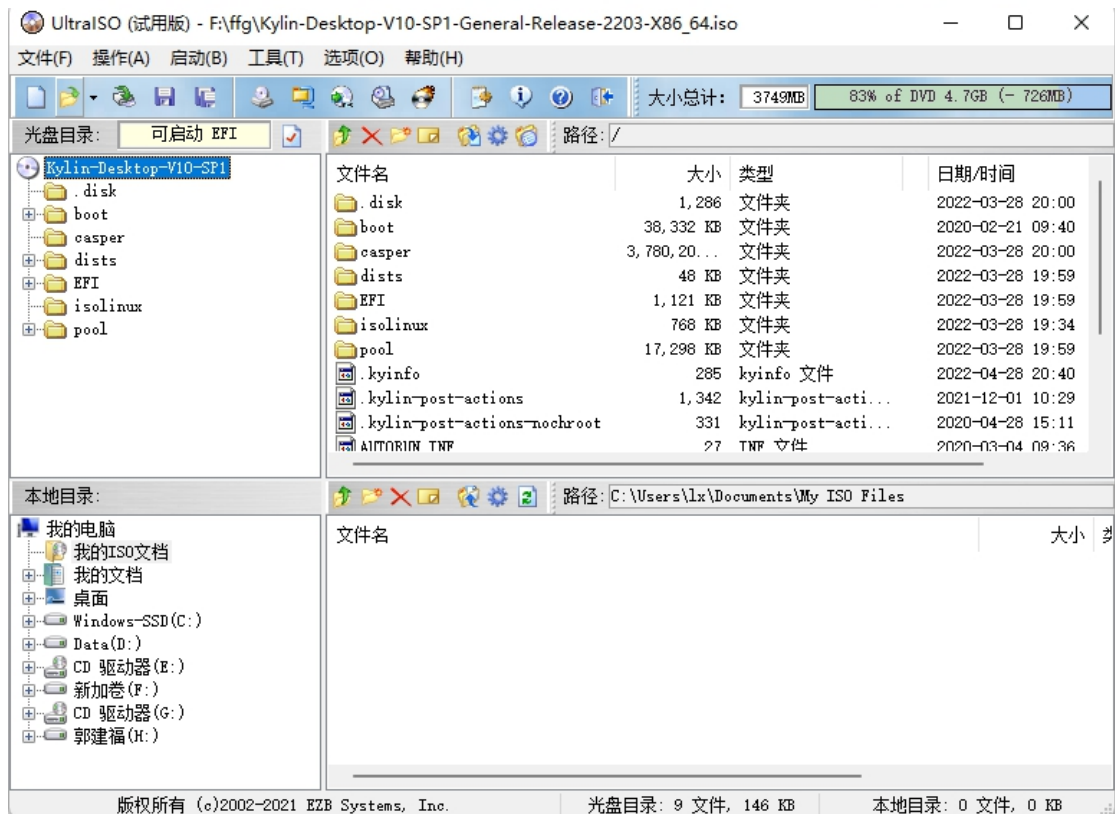 UltraISO (试用版) - F:\ffg\Kylin-Desktop-V10-SP1-General-Release-2203-X86_64.iso
文件(F) 操作(A) 启动(B) 工具(T) 选项(O) 帮助(H)
大小总计: 3749MB 83% of DVD 4.7GB (- 726MB)
光盘目录: 可启动 EFI 路径: /
Kylin-Desktop-V10-SP1
.disk
boot
casper
dists
EFI
isolinux
pool
文件名 大小 类型 日期/时间
.disk 1,286 文件夹 2022-03-28 20:00
boot 38,332 KB 文件夹 2020-02-21 09:40
casper 3,780,20... 文件夹 2022-03-28 20:00
dists 48 KB 文件夹 2022-03-28 19:59
EFI 1,121 KB 文件夹 2022-03-28 19:59
isolinux 768 KB 文件夹 2022-03-28 19:34
pool 17,298 KB 文件夹 2022-03-28 19:59
.kyinfo 285 kyinfo 文件 2022-04-28 20:40
.kylin-post-actions 1,342 kylin-post-acti... 2021-12-01 10:29
.kylin-post-actions-nochroot 331 kylin-post-acti... 2020-04-28 15:11
AUTORUN.INF 27 INF 文件 2020-03-04 09:36
本地目录: 路径: C:\Users\lx\Documents\My ISO Files
我的电脑
我的ISO文档
我的文档
桌面
Windows-SSD(C:)
Data(D:)
CD 驱动器(E:)
新加卷(F:)
CD 驱动器(G:)
郭建福(H:)
文件名 大小
版权所有 (c)2002-2021 EZB Systems, Inc. 光盘目录: 9 文件, 146 KB 本地目录: 0 文件, 0 KB